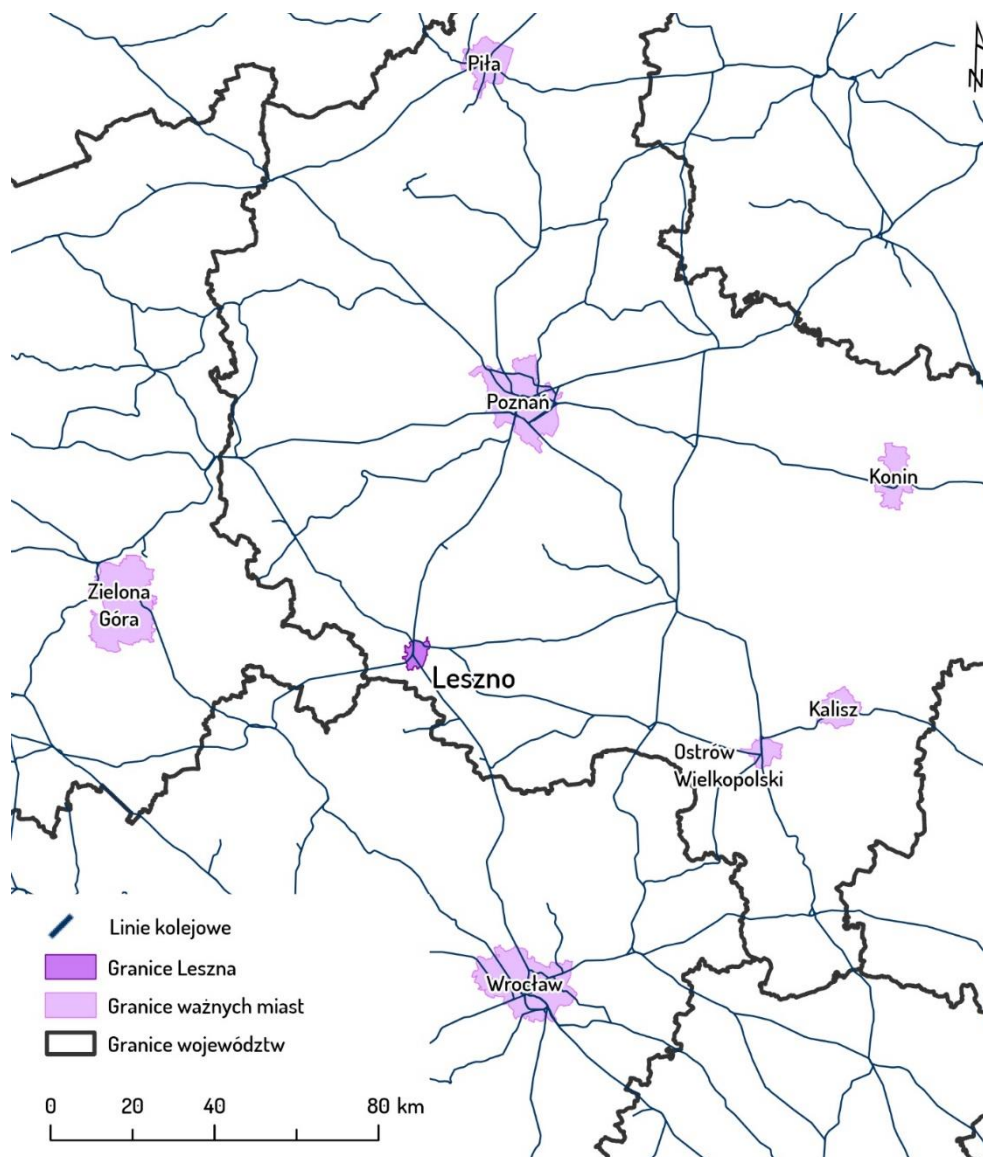 Piła
N
Poznań
Konin
Zielona
Góra
Leszno
Kalisz
Ostrów
Wielkopolski
Wrocław
Linie kolejowe
Granice Leszna
Granice ważnych miast
Granice województw
0 20 40 80 km